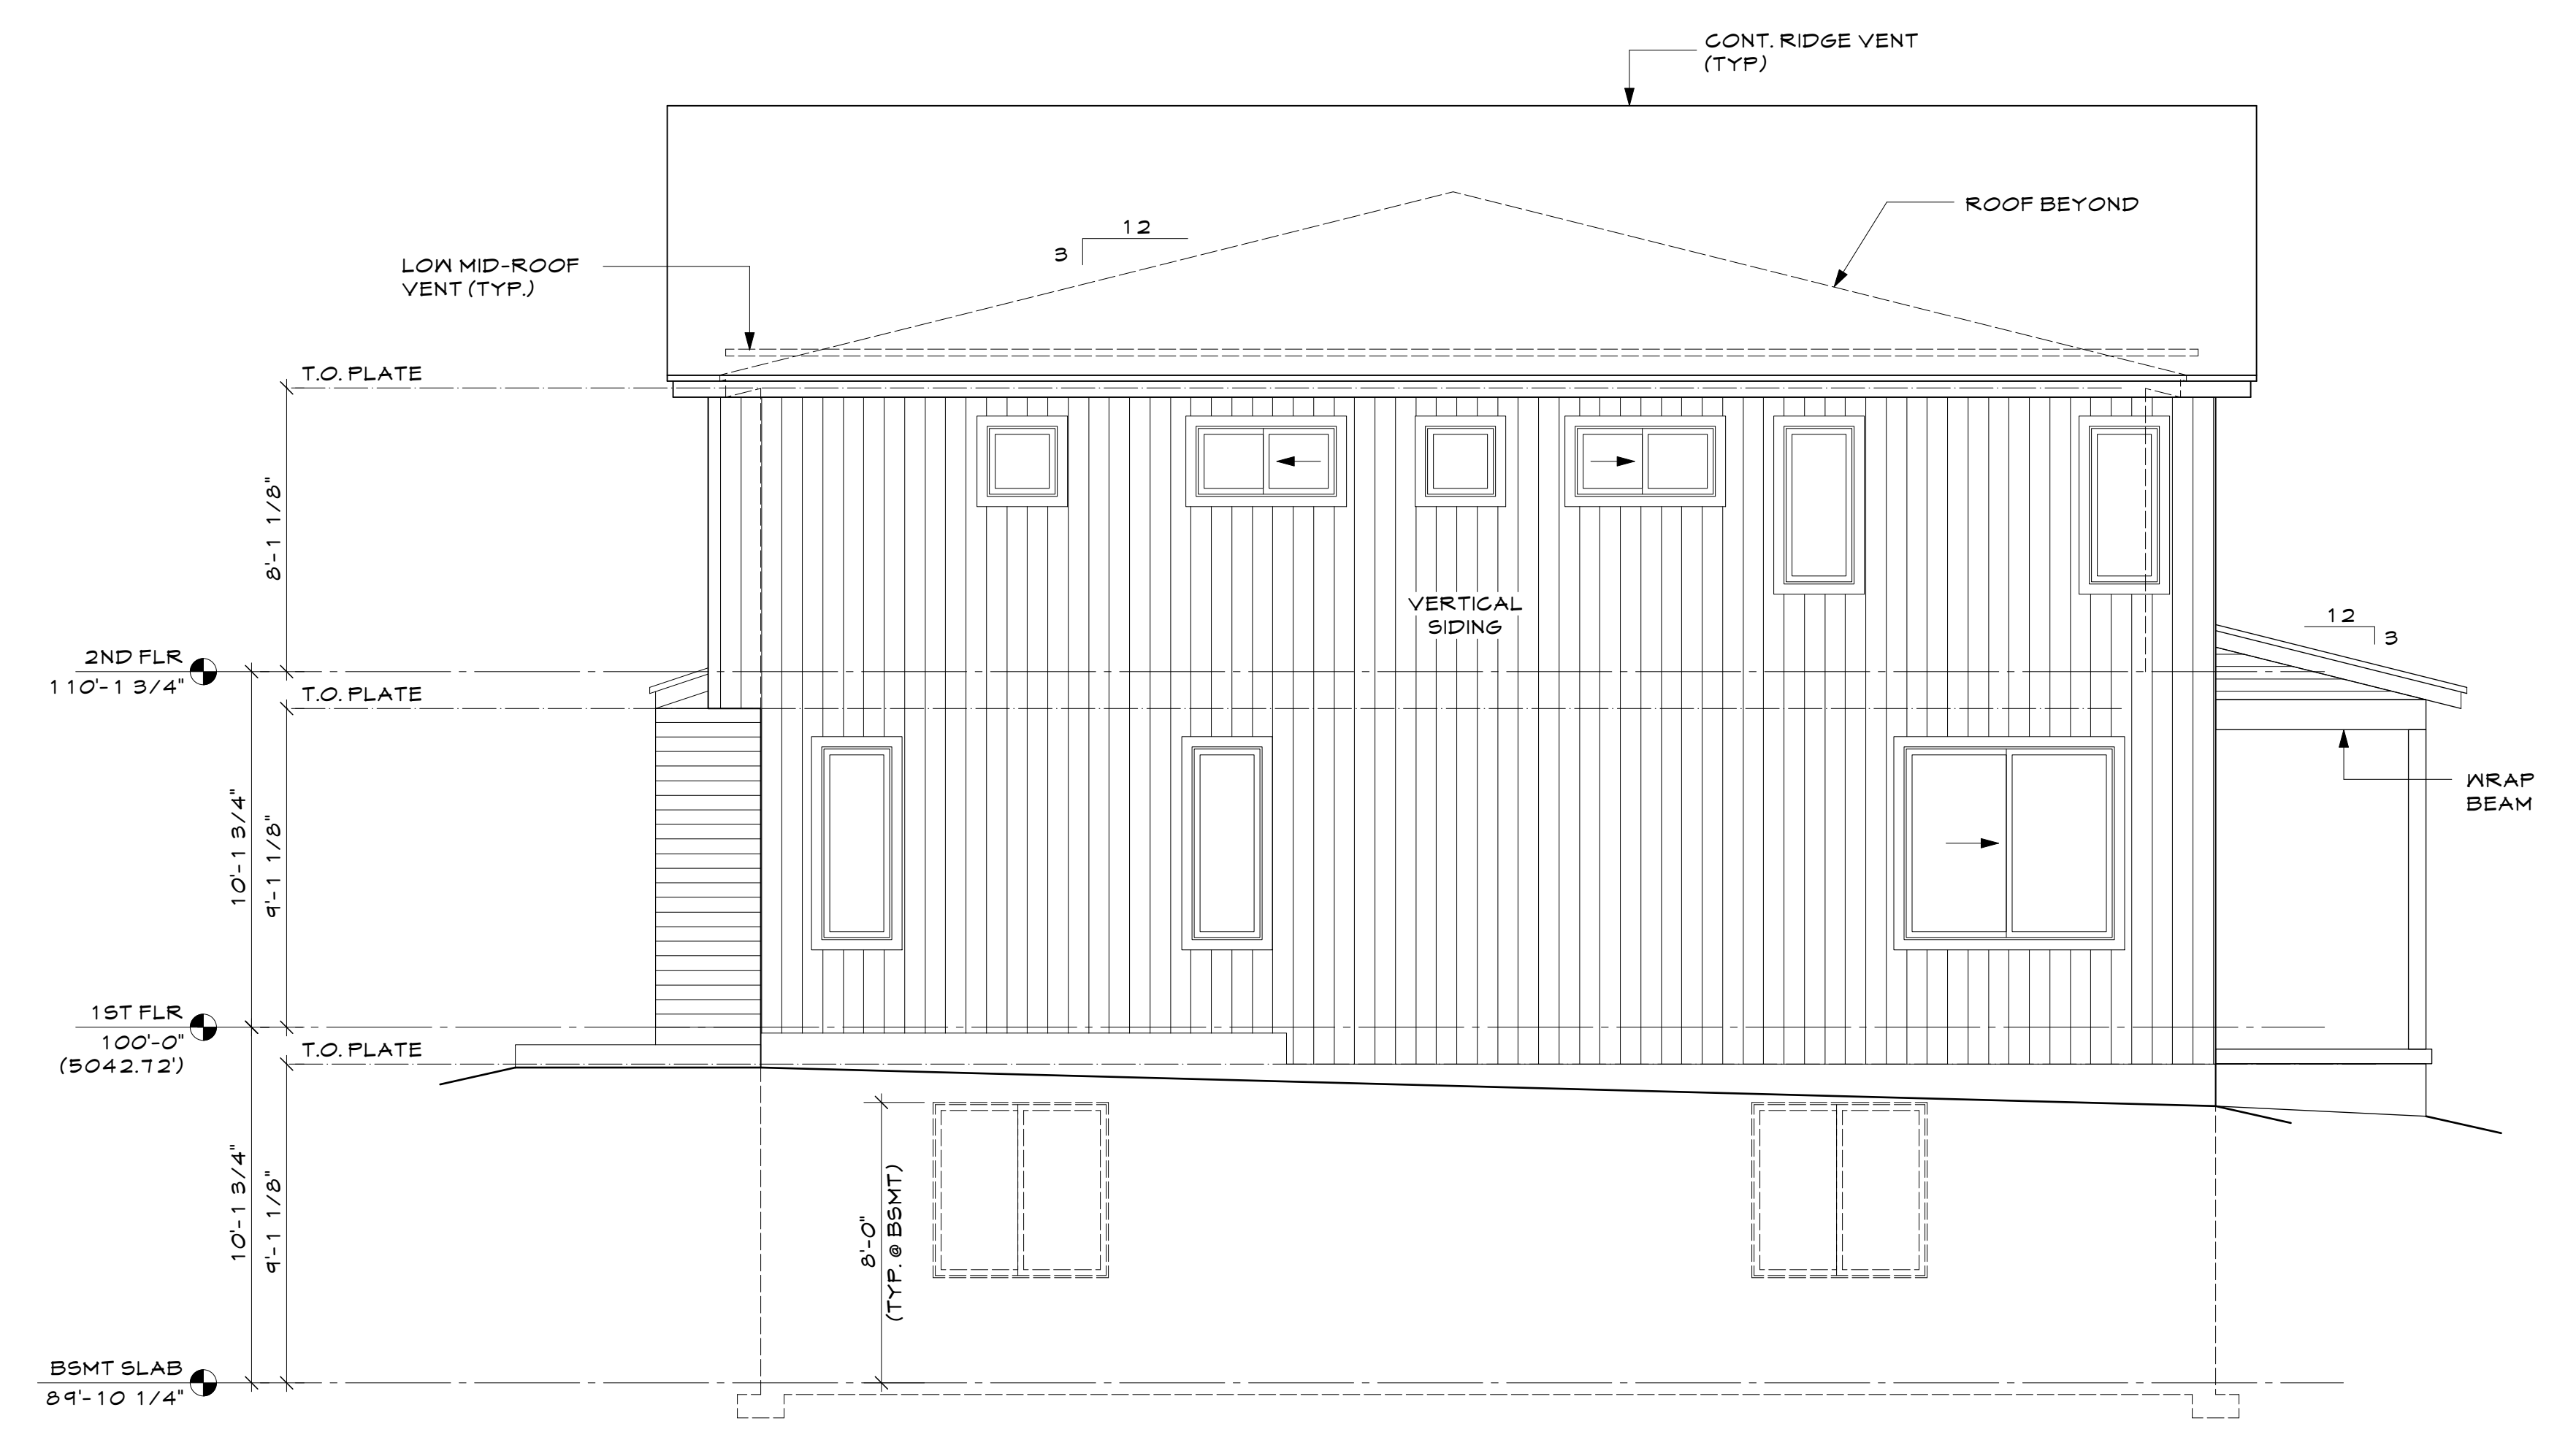 CONT. RIDGE VENT
(TYP)
ROOF BEYOND
12
3
LOW MID-ROOF
VENT (TYP.)
T.O. PLATE
8'-1 1/8"
VERTICAL
SIDING
12
3
2ND FLR
110'-1 3/4"
T.O. PLATE
WRAP
BEAM
10'-1 3/4"
9'-1 1/8"
1ST FLR
100'-0"
(5042.72')
T.O. PLATE
10'-1 3/4"
9'-1 1/8"
8'-0"
(TYP. @ BSMT)
BSMT SLAB
89'-10 1/4"